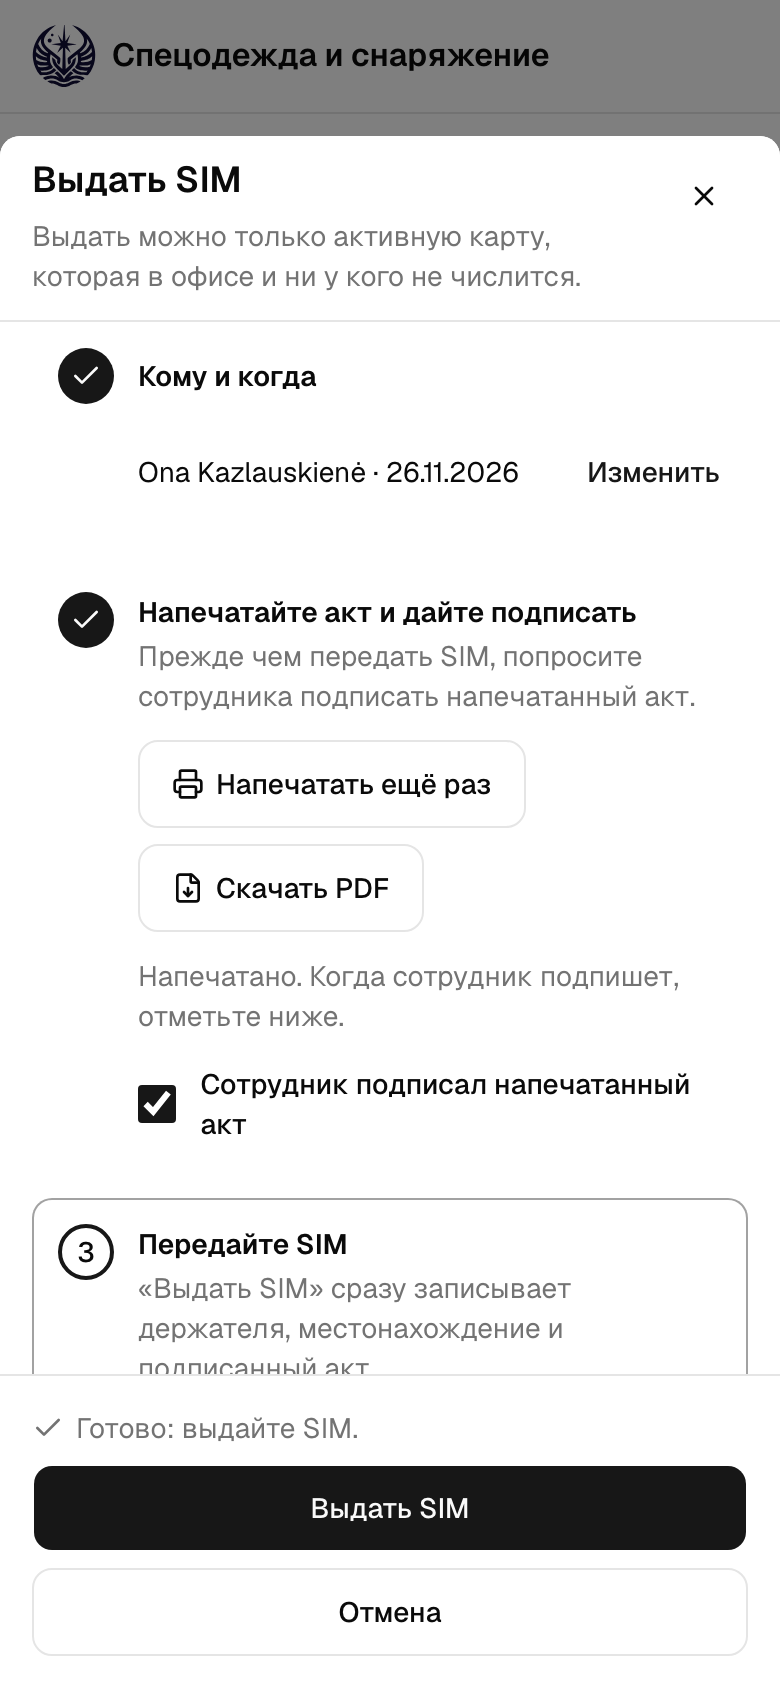 Спецодежда и снаряжение
Выдать SIM
Выдать можно только активную карту,
которая в офисе и ни у кого не числится.
Кому и когда
Ona Kazlauskienė · 26.11.2026
Изменить
Напечатайте акт и дайте подписать
Прежде чем передать SIM, попросите
сотрудника подписать напечатанный акт.
Напечатать ещё раз
Скачать PDF
Напечатано. Когда сотрудник подпишет,
отметьте ниже.
Сотрудник подписал напечатанный
акт
3
Передайте SIM
«Выдать SIM» сразу записывает
держателя, местонахождение и
подписанный акт
Готово: выдайте SIM.
Выдать SIM
Отмена